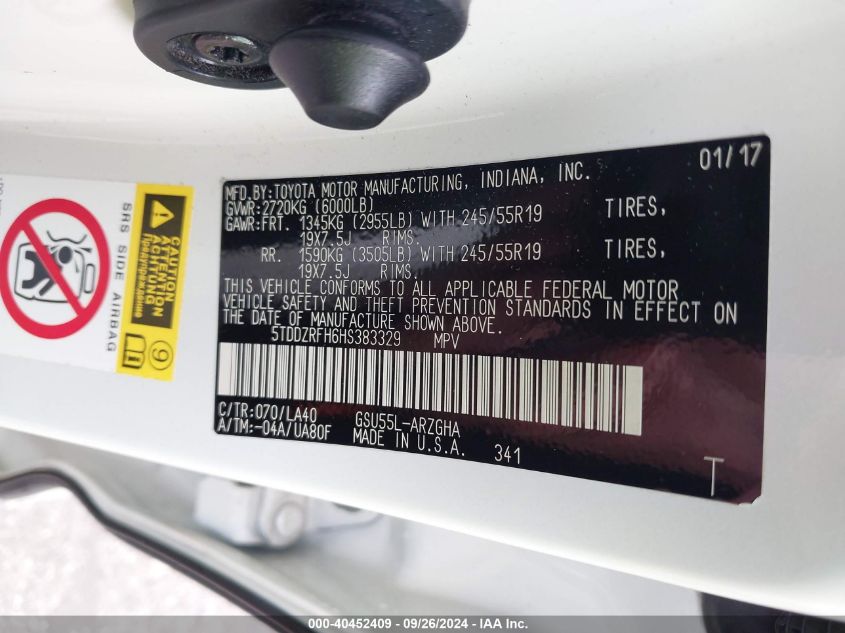 01/17
MFD.BY:TOYOTA MOTOR MANUFACTURING, INDIANA, INC.
GVWR:2720KG (6000LB)
GAWR:FRT. 1345KG (2955LB) WITH 245/55R19 TIRES,
19X7.5J RIMS.
RR. 1590KG (3505LB) WITH 245/55R19 TIRES,
19X7.5J RIMS.
THIS VEHICLE CONFORMS TO ALL APPLICABLE FEDERAL MOTOR
VEHICLE SAFETY AND THEFT PREVENTION STANDARDS IN EFFECT ON
THE DATE OF MANUFACTURE SHOWN ABOVE.
5TDDZRFH6HS383329 MPV
C/TR:070/LA40 GSU55L-ARZGHA
A/TM:-04A/UA80F MADE IN U.S.A. 341
T
SRS SIDE AIRBAG
CAUTION
ATTENTION
ACHTUNG
Предупреждение
9
000-40452409 - 09/26/2024 - IAA Inc.